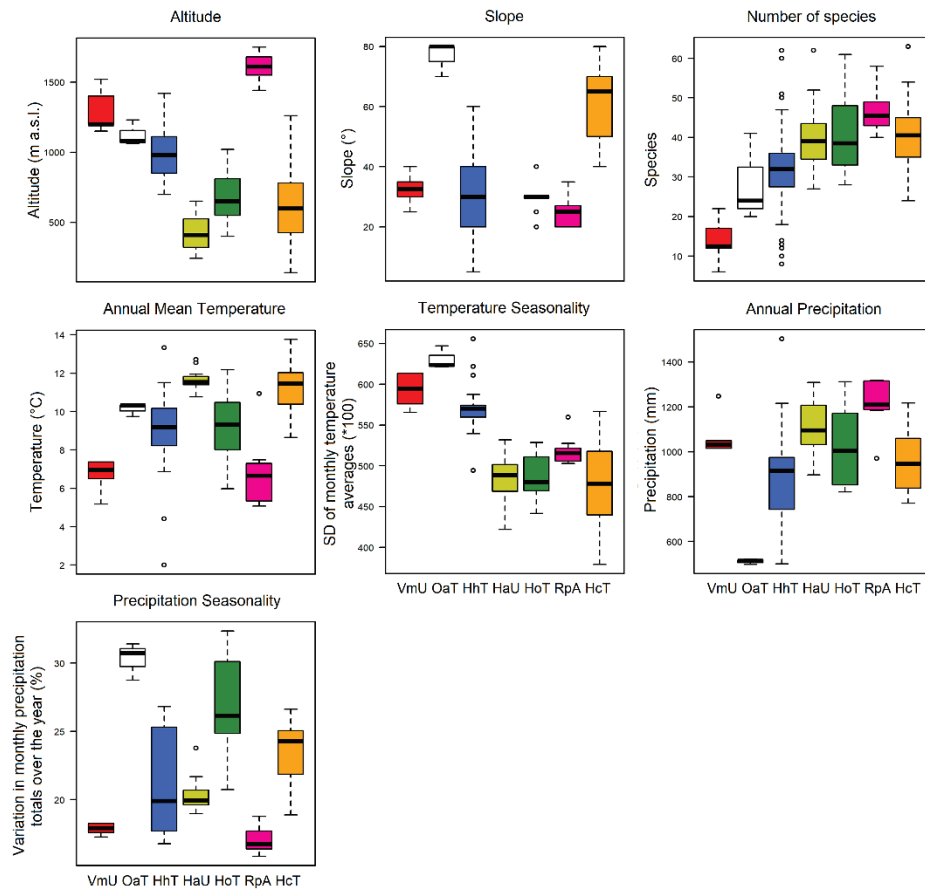 Altitude
Slope
Number of species
Altitude (m a.s.l.)
1500
1000
500
Slope (°)
80
60
40
20
Species
60
50
40
30
20
10
Annual Mean Temperature
Temperature Seasonality
Annual Precipitation
Temperature (°C)
14
12
10
8
6
4
2
SD of monthly temperature
averages (*100)
650
600
550
500
450
400
Precipitation (mm)
1400
1200
1000
800
600
VmU OaT HhT HaU HoT RpA HcT
VmU OaT HhT HaU HoT RpA HcT
Precipitation Seasonality
Variation in monthly precipitation
totals over the year (%)
30
25
20
VmU OaT HhT HaU HoT RpA HcT